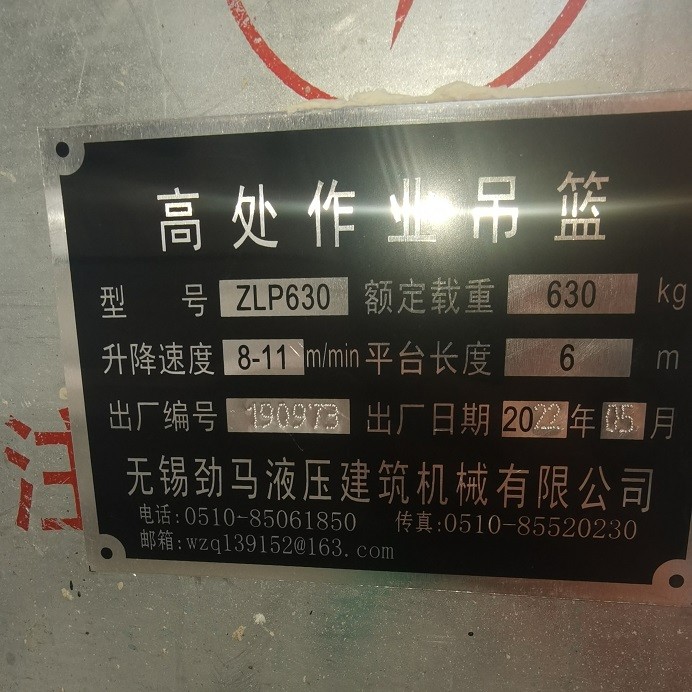 高处作业吊篮
型号 ZLP630 额定载重 630 kg
升降速度 8-11 m/min 平台长度 6 m
出厂编号 190973 出厂日期 2022年05月
无锡劲马液压建筑机械有限公司
电话:0510-85061850 传真:0510-85520230
邮箱:wzq139152@163.com
注